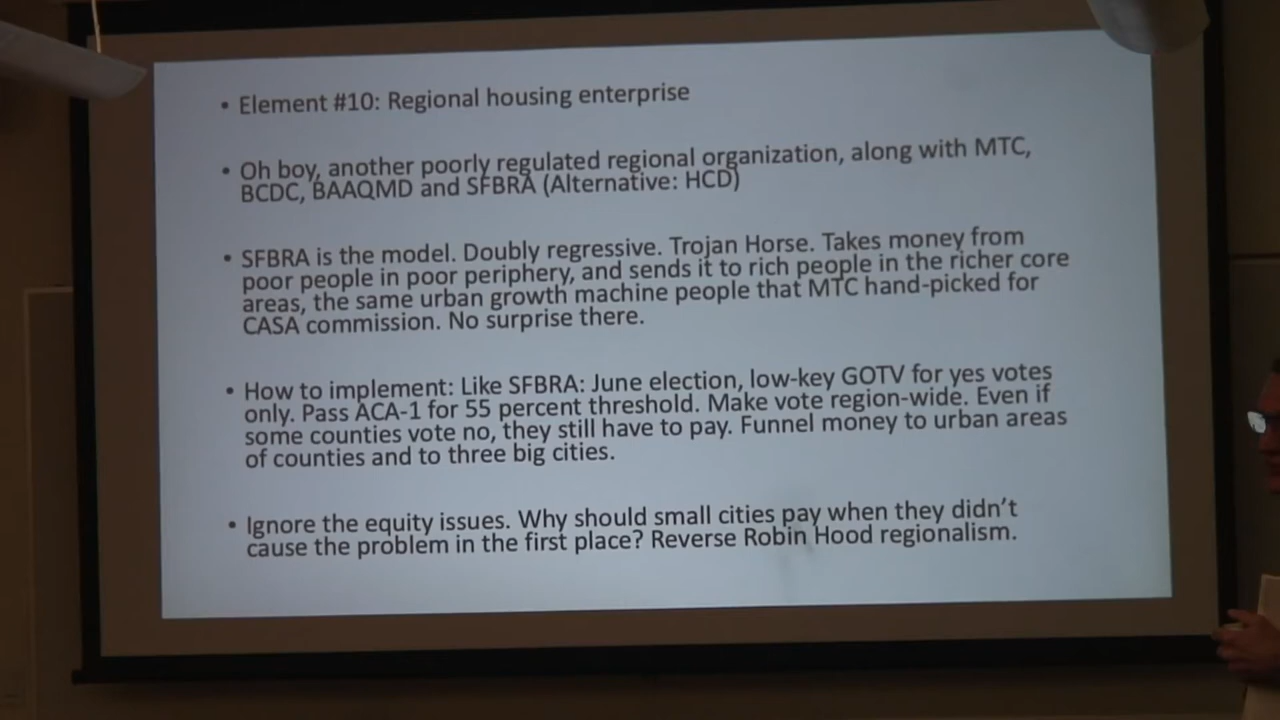 • Element #10: Regional housing enterprise
• Oh boy, another poorly regulated regional organization, along with MTC,
BCDC, BAAQMD and SFBRA (Alternative: HCD)
• SFBRA is the model. Doubly regressive. Trojan Horse. Takes money from
poor people in poor periphery, and sends it to rich people in the richer core
areas, the same urban growth machine people that MTC hand-picked for
CASA commission. No surprise there.
• How to implement: Like SFBRA: June election, low-key GOTV for yes votes
only. Pass ACA-1 for 55 percent threshold. Make vote region-wide. Even if
some counties vote no, they still have to pay. Funnel money to urban areas
of counties and to three big cities.
• Ignore the equity issues. Why should small cities pay when they didn't
cause the problem in the first place? Reverse Robin Hood regionalism.